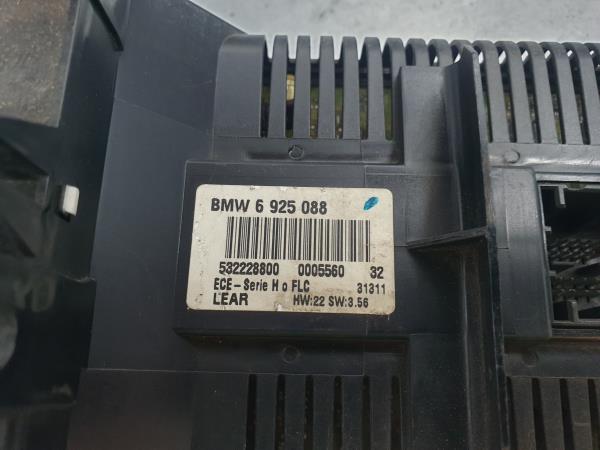 BMW 6 925 088
532228800 0005560 32
ECE-Serie H o FLC 31311
LEAR HW:22 SW:3.56